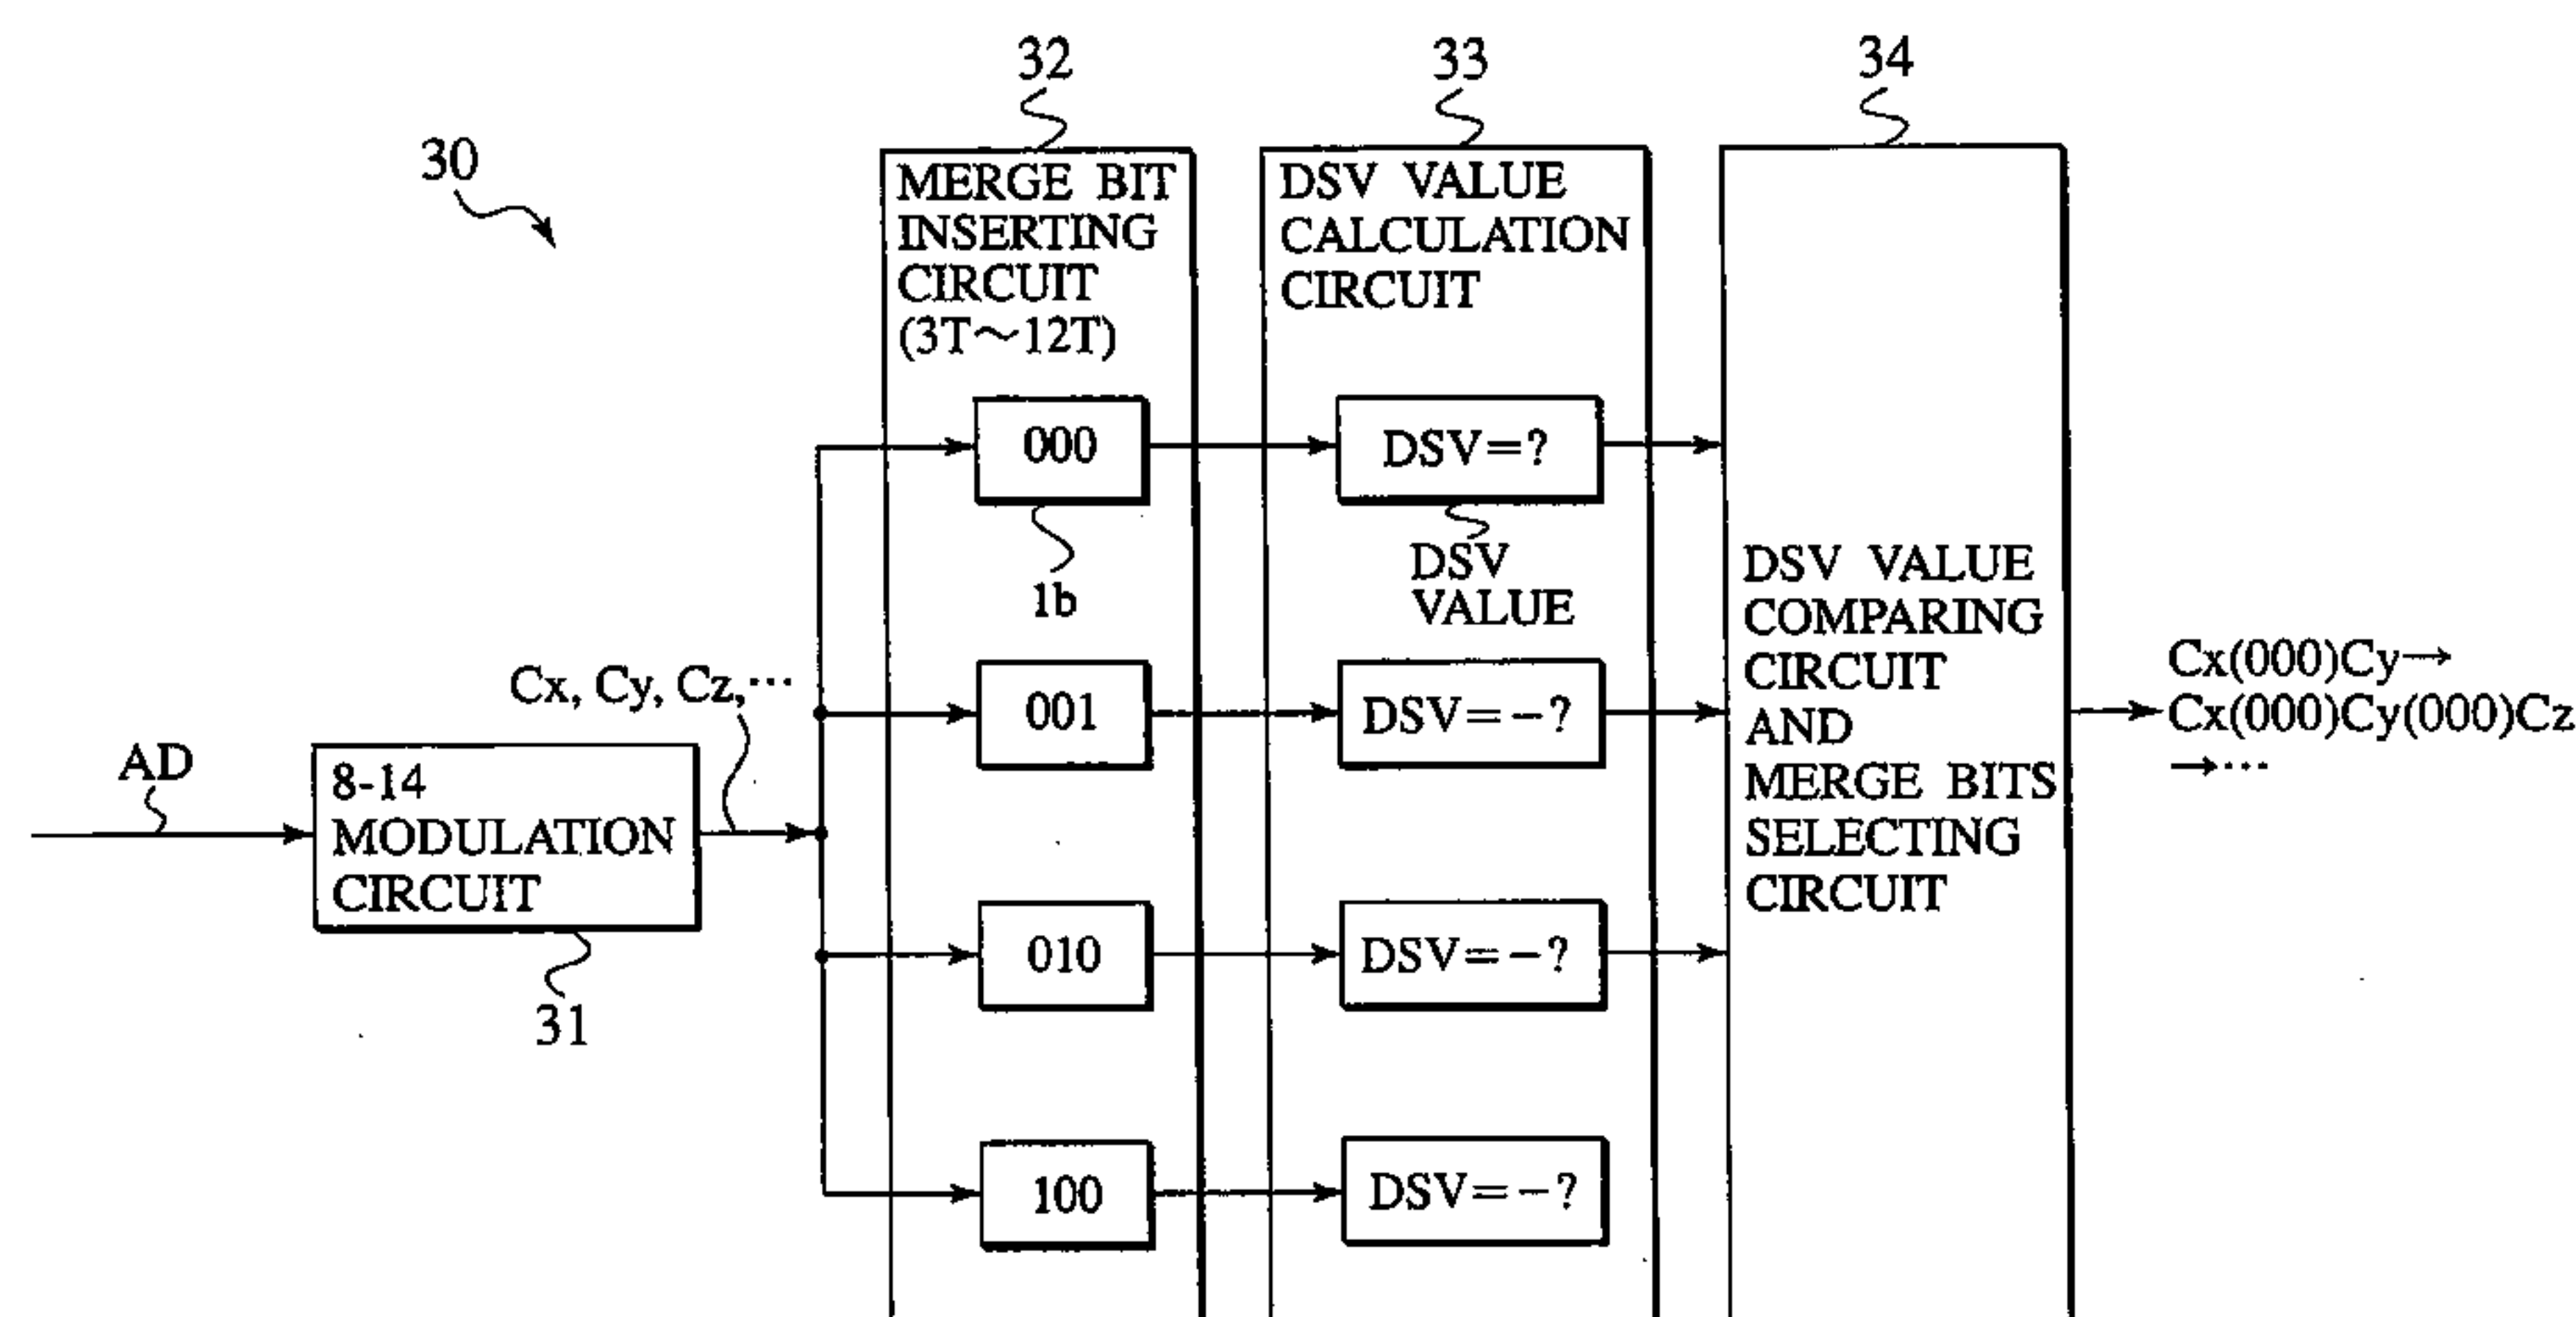 30
32
33
34
MERGE BIT
INSERTING
CIRCUIT
(3T~12T)
DSV VALUE
CALCULATION
CIRCUIT
000
1b
DSV=?
DSV
VALUE
001
DSV=-?
010
DSV=-?
100
DSV=-?
AD
8-14
MODULATION
CIRCUIT
31
Cx, Cy, Cz,⋯
DSV VALUE
COMPARING
CIRCUIT
AND
MERGE BITS
SELECTING
CIRCUIT
Cx(000)Cy→
Cx(000)Cy(000)Cz
→⋯